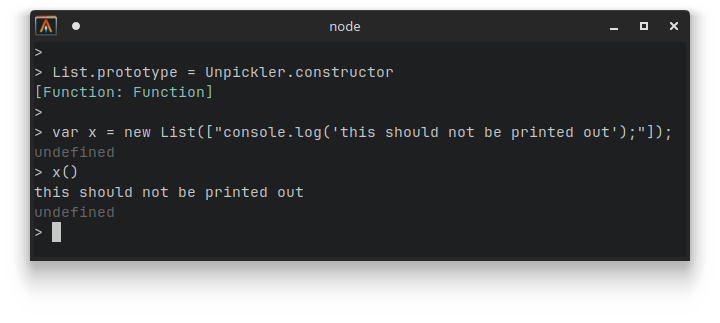 node
>
> List.prototype = Unpickler.constructor
[Function: Function]
>
> var x = new List(["console.log('this should not be printed out');"]);
undefined
> x()
this should not be printed out
undefined
>